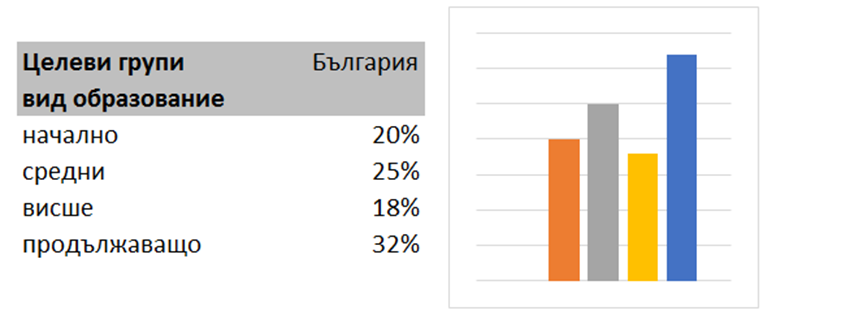 Целеви групи България
вид образование
начално 20%
средни 25%
висше 18%
продължаващо 32%